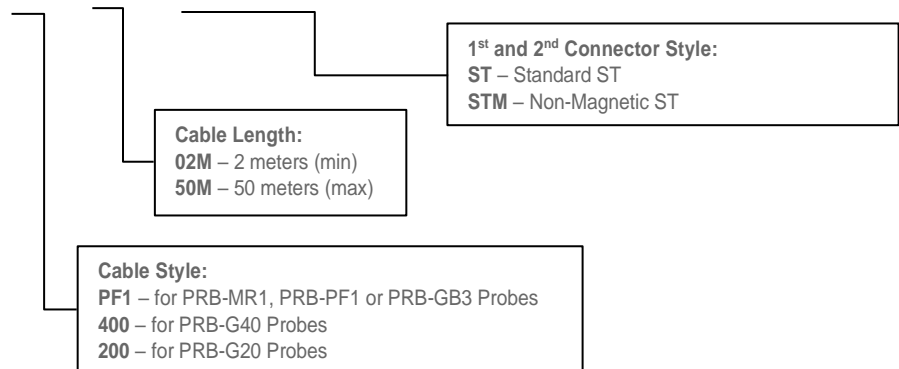 1st and 2nd Connector Style:
ST – Standard ST
STM – Non-Magnetic ST
Cable Length:
02M – 2 meters (min)
50M – 50 meters (max)
Cable Style:
PF1 – for PRB-MR1, PRB-PF1 or PRB-GB3 Probes
400 – for PRB-G40 Probes
200 – for PRB-G20 Probes